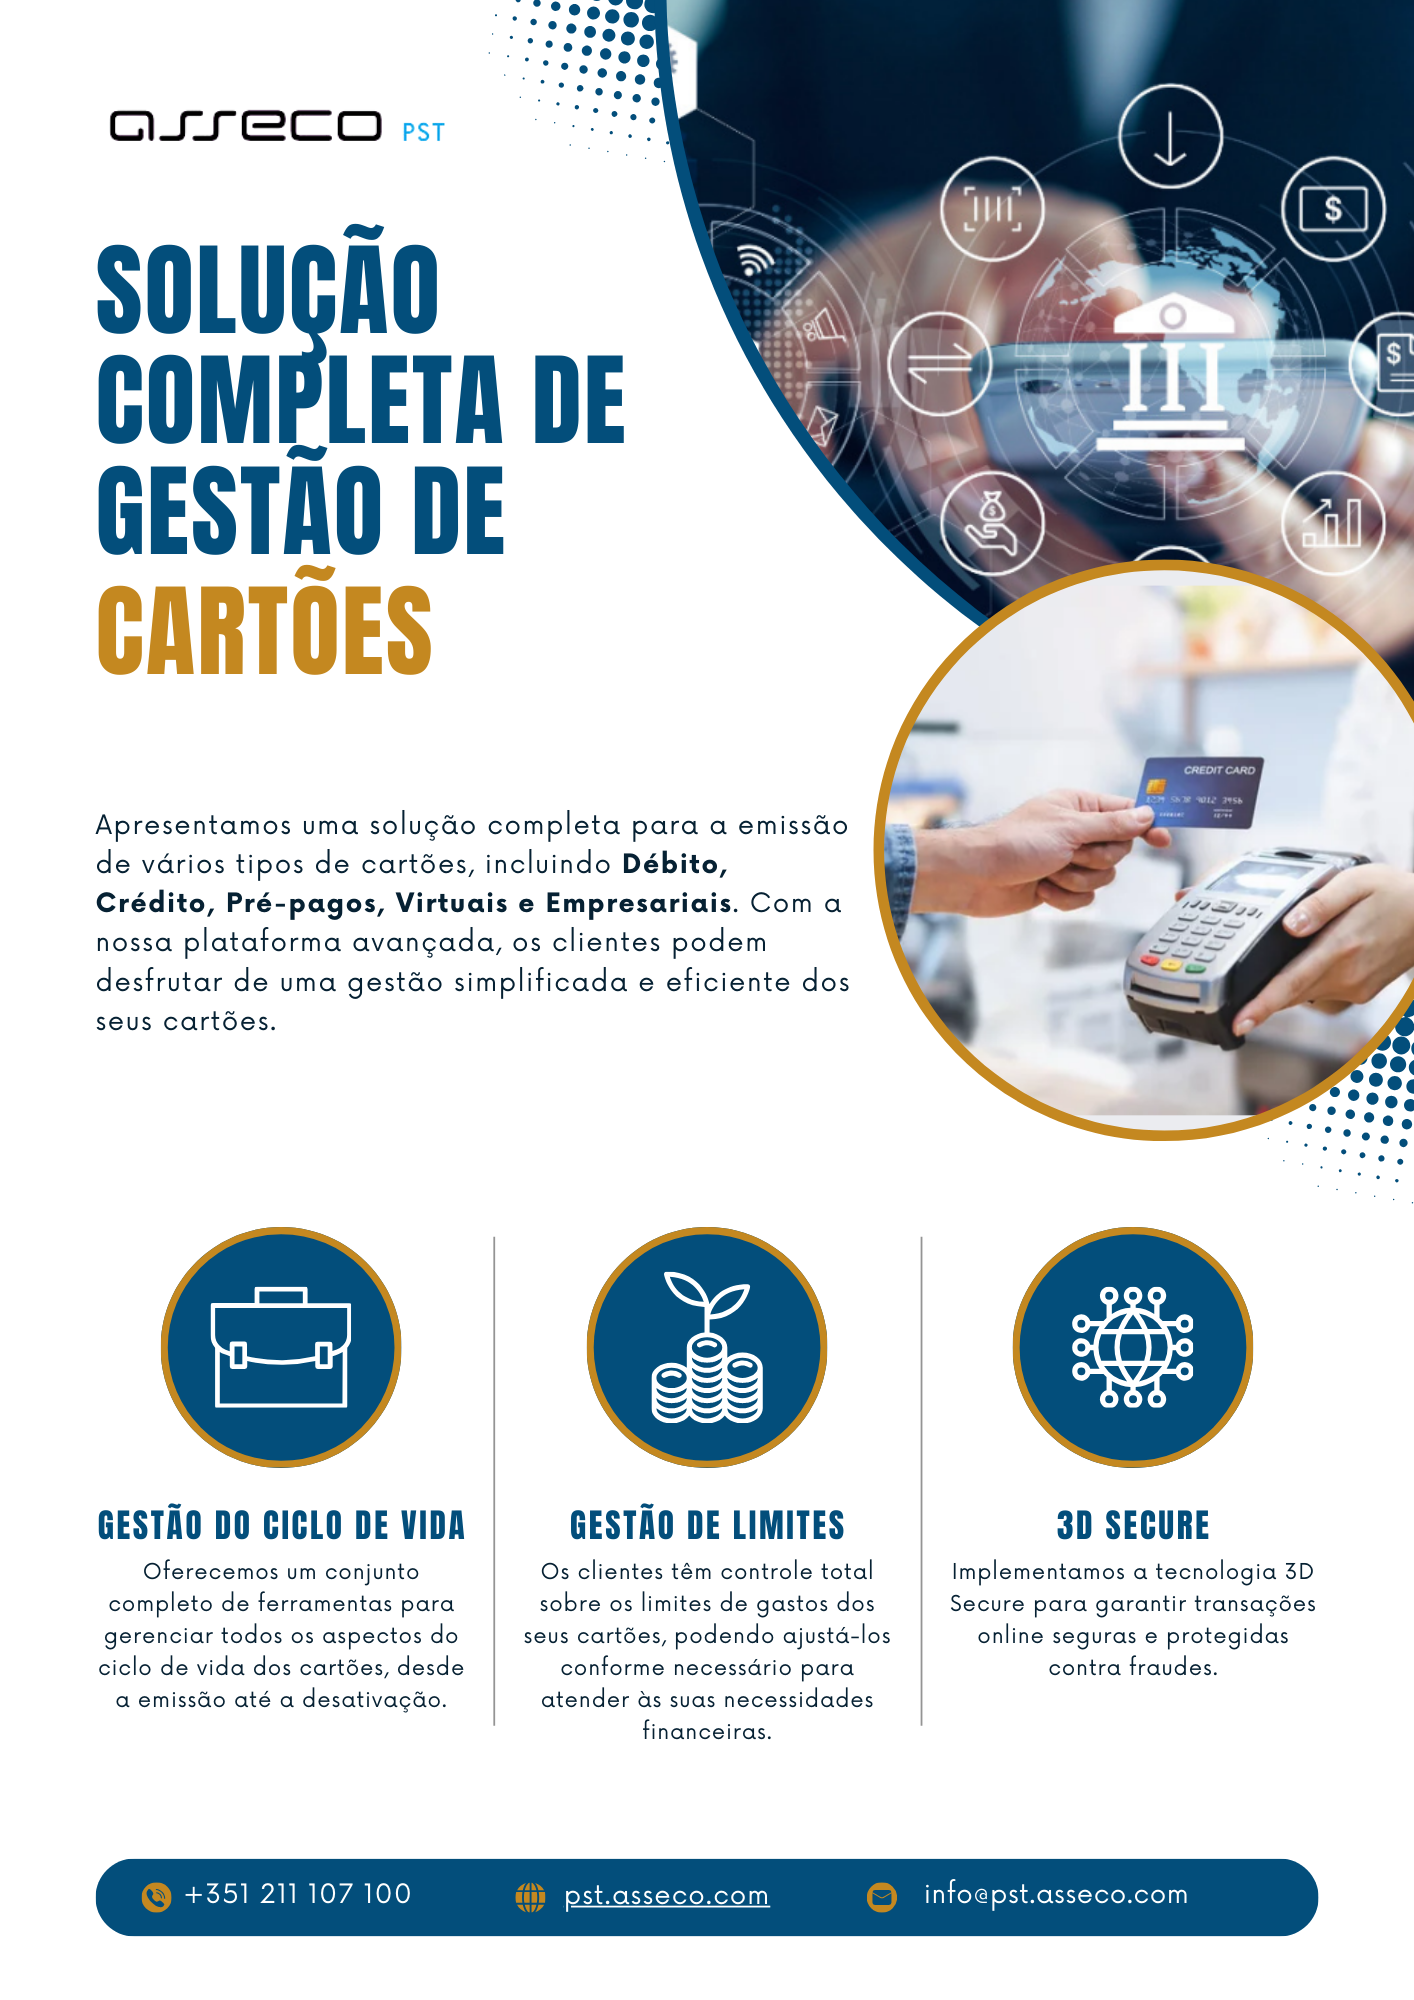 asseco PST
SOLUÇÃO
COMPLETA DE
GESTÃO DE
CARTÕES
Apresentamos uma solução completa para a emissão
de vários tipos de cartões, incluindo Débito,
Crédito, Pré-pagos, Virtuais e Empresariais. Com a
nossa plataforma avançada, os clientes podem
desfrutar de uma gestão simplificada e eficiente dos
seus cartões.
CREDIT CARD
1234 5678 9012 3456
GESTÃO DO CICLO DE VIDA
Oferecemos um conjunto
completo de ferramentas para
gerenciar todos os aspectos do
ciclo de vida dos cartões, desde
a emissão até a desativação.
GESTÃO DE LIMITES
Os clientes têm controle total
sobre os limites de gastos dos
seus cartões, podendo ajustá-los
conforme necessário para
atender às suas necessidades
financeiras.
3D SECURE
Implementamos a tecnologia 3D
Secure para garantir transações
online seguras e protegidas
contra fraudes.
+351 211 107 100
pst.asseco.com
info@pst.asseco.com